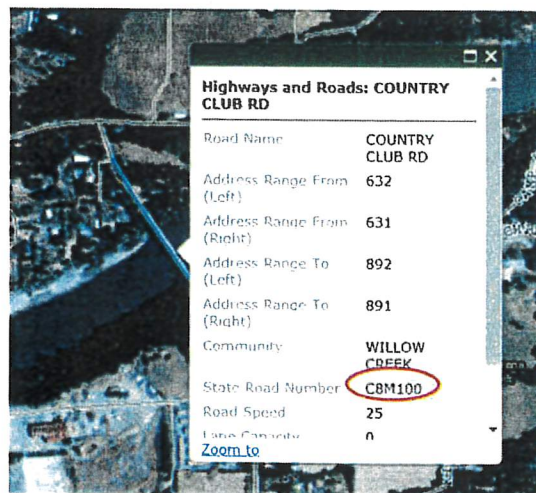 Highways and Roads: COUNTRY
CLUB RD
Road Name COUNTRY
CLUB RD
Address Range From 632
(Left)
Address Range From 631
(Right)
Address Range To 892
(Left)
Address Range To 891
(Right)
Community WILLOW
CREEK
State Road Number C8M100
Road Speed 25
Lane Capacity 0
Zoom to